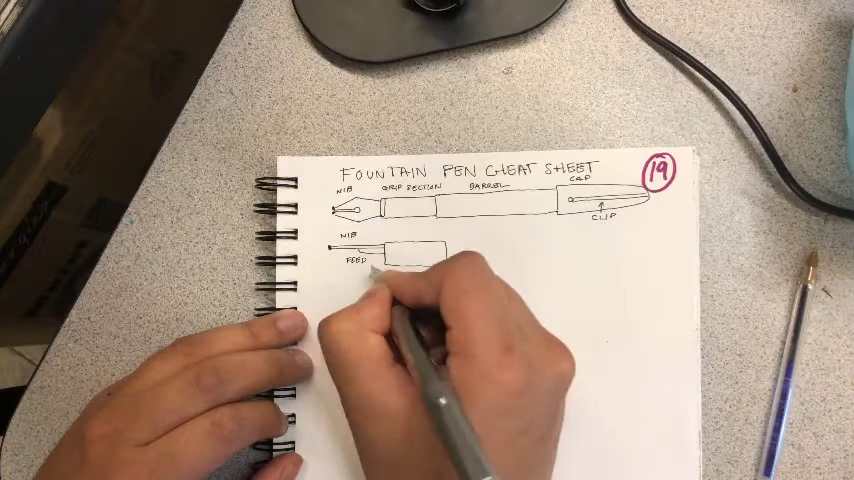 FOUNTAIN PEN CHEAT SHEET
19
NIB GRIP SECTION BARREL CAP
CLIP
NIB
FEED